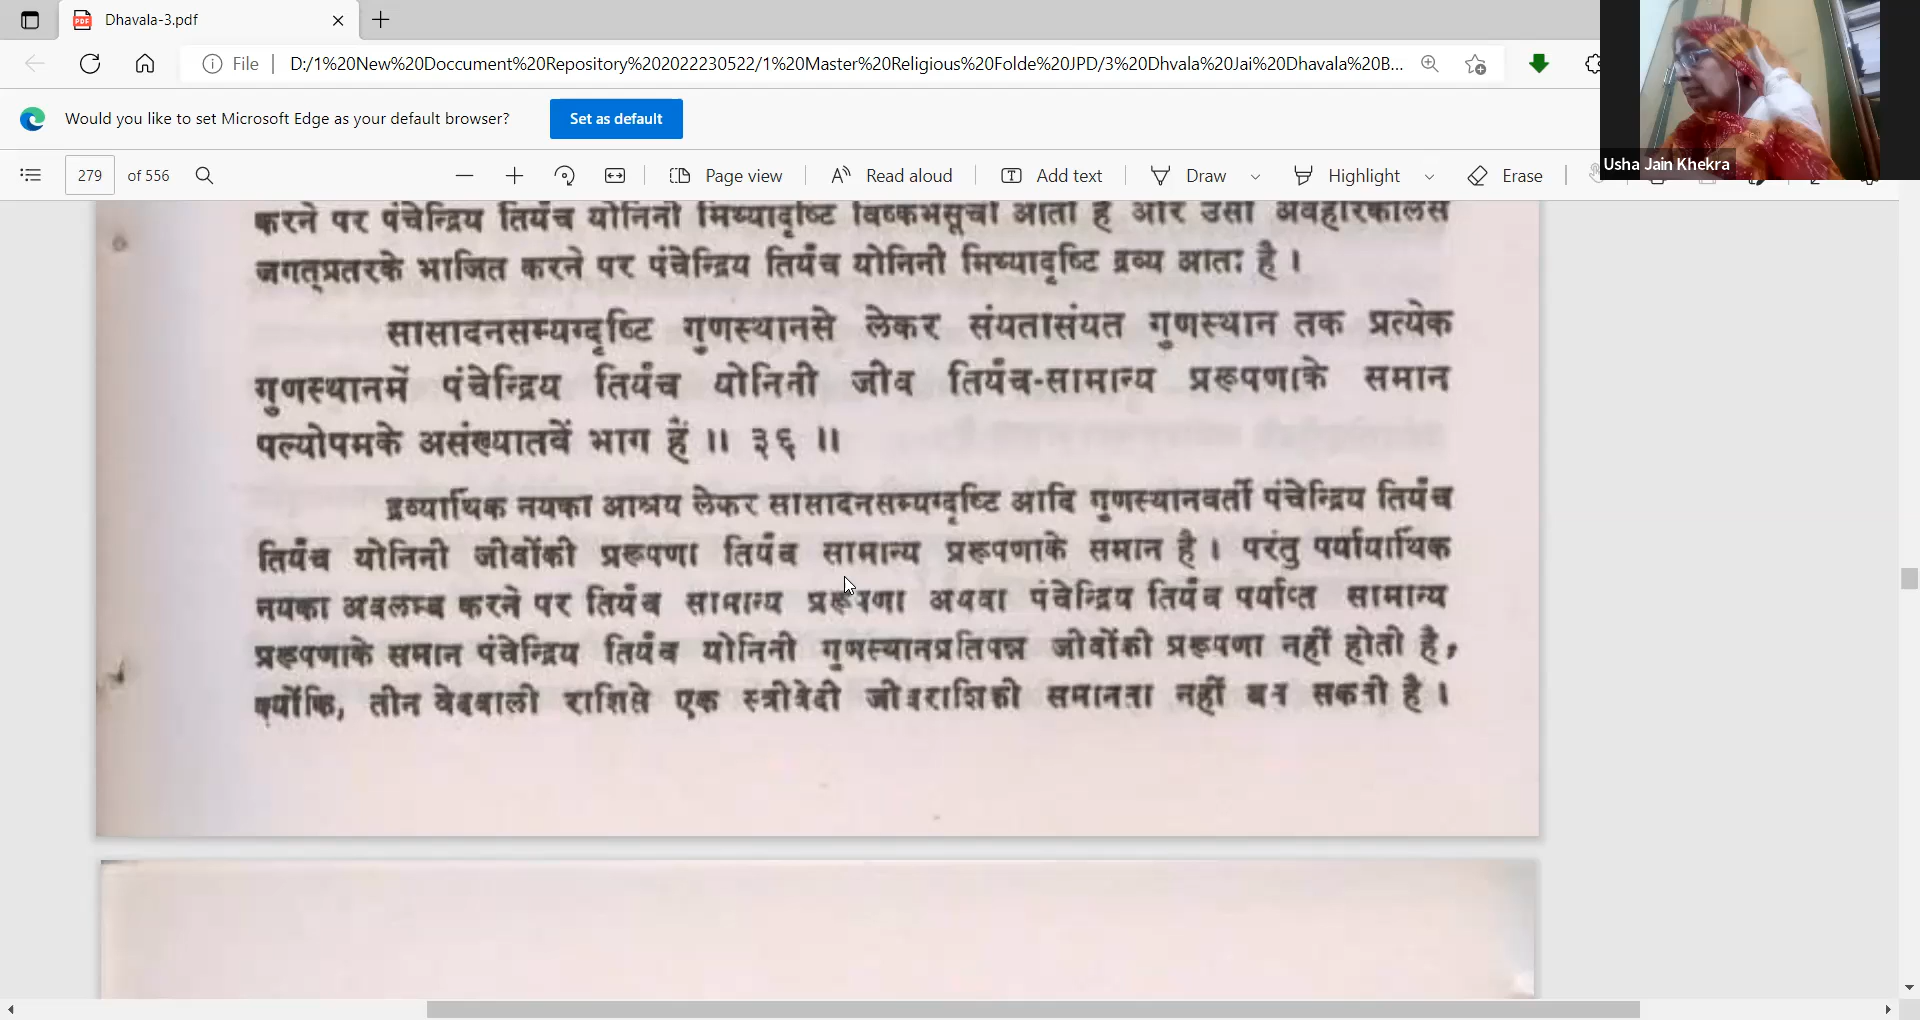 Dhavala-3.pdf
File
D:/1%20New%20Doccument%20Repository%202022230522/1%20Master%20Religious%20Folde%20JPD/3%20Dhvala%20Jai%20Dhavala%20B...
Would you like to set Microsoft Edge as your default browser?
Set as default
Usha Jain Khekra
279 of 556
Page view
Read aloud
Add text
Draw
Highlight
Erase
करने पर पंचेन्द्रिय तिर्यंच योनिनी मिथ्यादृष्टि विष्कंभसूची आती है और उसी अवहारकालसे
जगत्प्रतरके भाजित करने पर पंचेन्द्रिय तिर्यंच योनिनी मिथ्यादृष्टि द्रव्य आता है ।
सासादनसम्यग्दृष्टि गुणस्थानसे लेकर संयतासंयत गुणस्थान तक प्रत्येक
गुणस्थानमें पंचेन्द्रिय तिर्यंच योनिनी जीव तिर्यंच-सामान्य प्ररूपणाके समान
पल्योपमके असंख्यातवें भाग हैं ॥ ३६ ॥
द्रव्यार्थिक नयका आश्रय लेकर सासादनसम्यग्दृष्टि आदि गुणस्थानवर्ती पंचेन्द्रिय तिर्यंच
तिर्यंच योनिनी जीवोंकी प्ररूपणा तिर्यंच सामान्य प्ररूपणाके समान है । परंतु पर्यायार्थिक
नयका अवलम्ब करने पर तिर्यंच सामान्य प्ररूपणा अथवा पंचेन्द्रिय तिर्यंच पर्याप्त सामान्य
प्ररूपणाके समान पंचेन्द्रिय तिर्यंच योनिनी गुणस्थानप्रतिपन्न जीवोंकी प्ररूपणा नहीं होती है,
क्योंकि, तीन वेदवाली राशिसे एक स्त्रीवेदी जीवराशिकी समानता नहीं बन सकती है ।